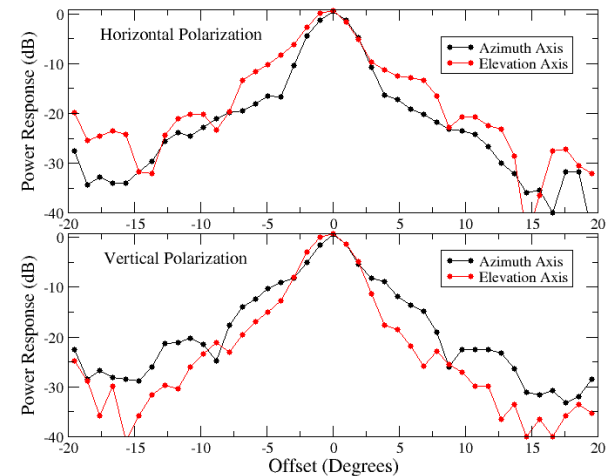 0
-10
-20
-30
-40
Power Response (dB)
Horizontal Polarization
Azimuth Axis
Elevation Axis
-20 -15 -10 -5 0 5 10 15 20
0
-10
-20
-30
-40
Power Response (dB)
Vertical Polarization
Azimuth Axis
Elevation Axis
-20 -15 -10 -5 0 5 10 15 20
Offset (Degrees)